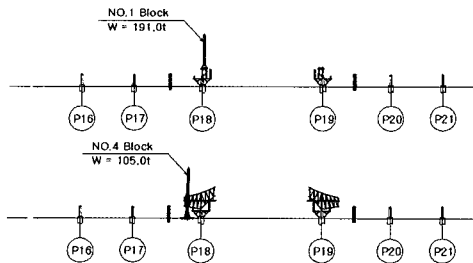 NO.1 Block
W = 191.0t
P16 P17 P18 P19 P20 P21
NO.4 Block
W = 105.0t
P16 P17 P18 P19 P20 P21